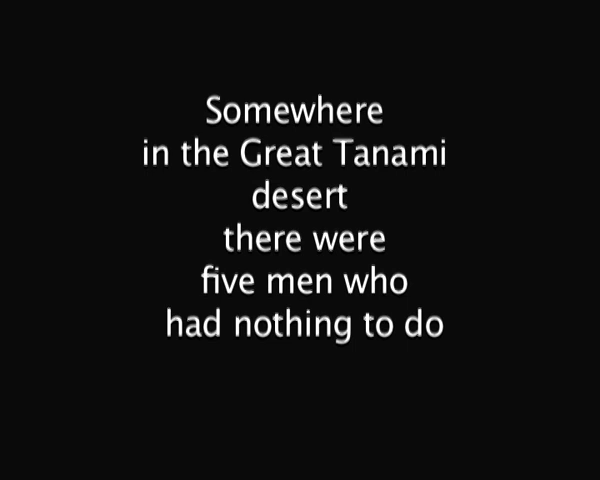 Somewhere
in the Great Tanami
desert
there were
five men who
had nothing to do